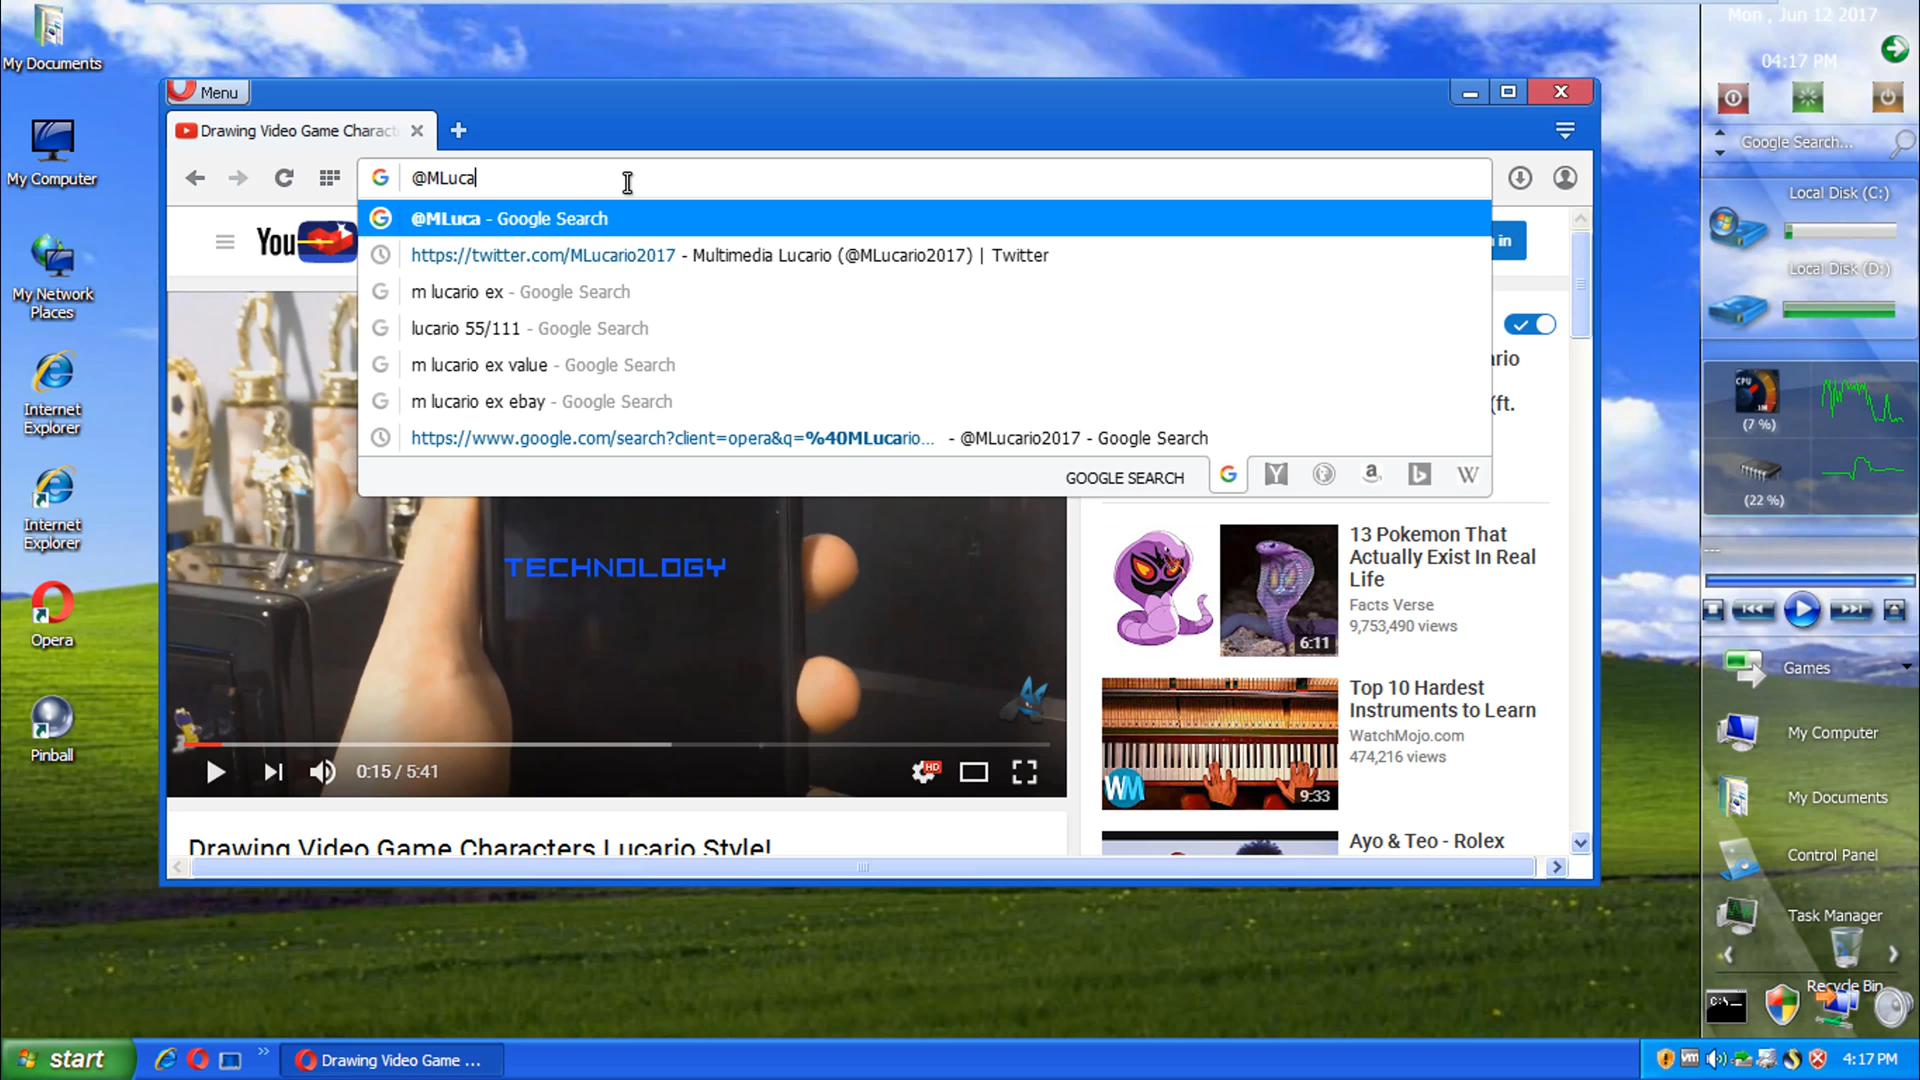 My Documents
My Computer
My Network
Places
Internet
Explorer
Internet
Explorer
Opera
Pinball
Menu
Drawing Video Game Charact
@MLuca
@MLuca - Google Search
https://twitter.com/MLucario2017 - Multimedia Lucario (@MLucario2017) | Twitter
m lucario ex - Google Search
lucario 55/111 - Google Search
m lucario ex value - Google Search
m lucario ex ebay - Google Search
https://www.google.com/search?client=opera&q=%40MLucario... - @MLucario2017 - Google Search
GOOGLE SEARCH
You
in
rio
(ft.
TECHNOLOGY
0:15 / 5:41
HD
Drawing Video Game Characters Lucario Style!
13 Pokemon That
Actually Exist In Real
Life
Facts Verse
9,753,490 views
6:11
Top 10 Hardest
Instruments to Learn
WatchMojo.com
474,216 views
WM
9:33
Ayo & Teo - Rolex
Mon , Jun 12 2017
04:17 PM
Google Search...
Local Disk (C:)
Local Disk (D:)
CPU
(7 %)
(22 %)
---
Games
My Computer
My Documents
Control Panel
Task Manager
Recycle Bin
C:\_
start
Drawing Video Game ...
4:17 PM